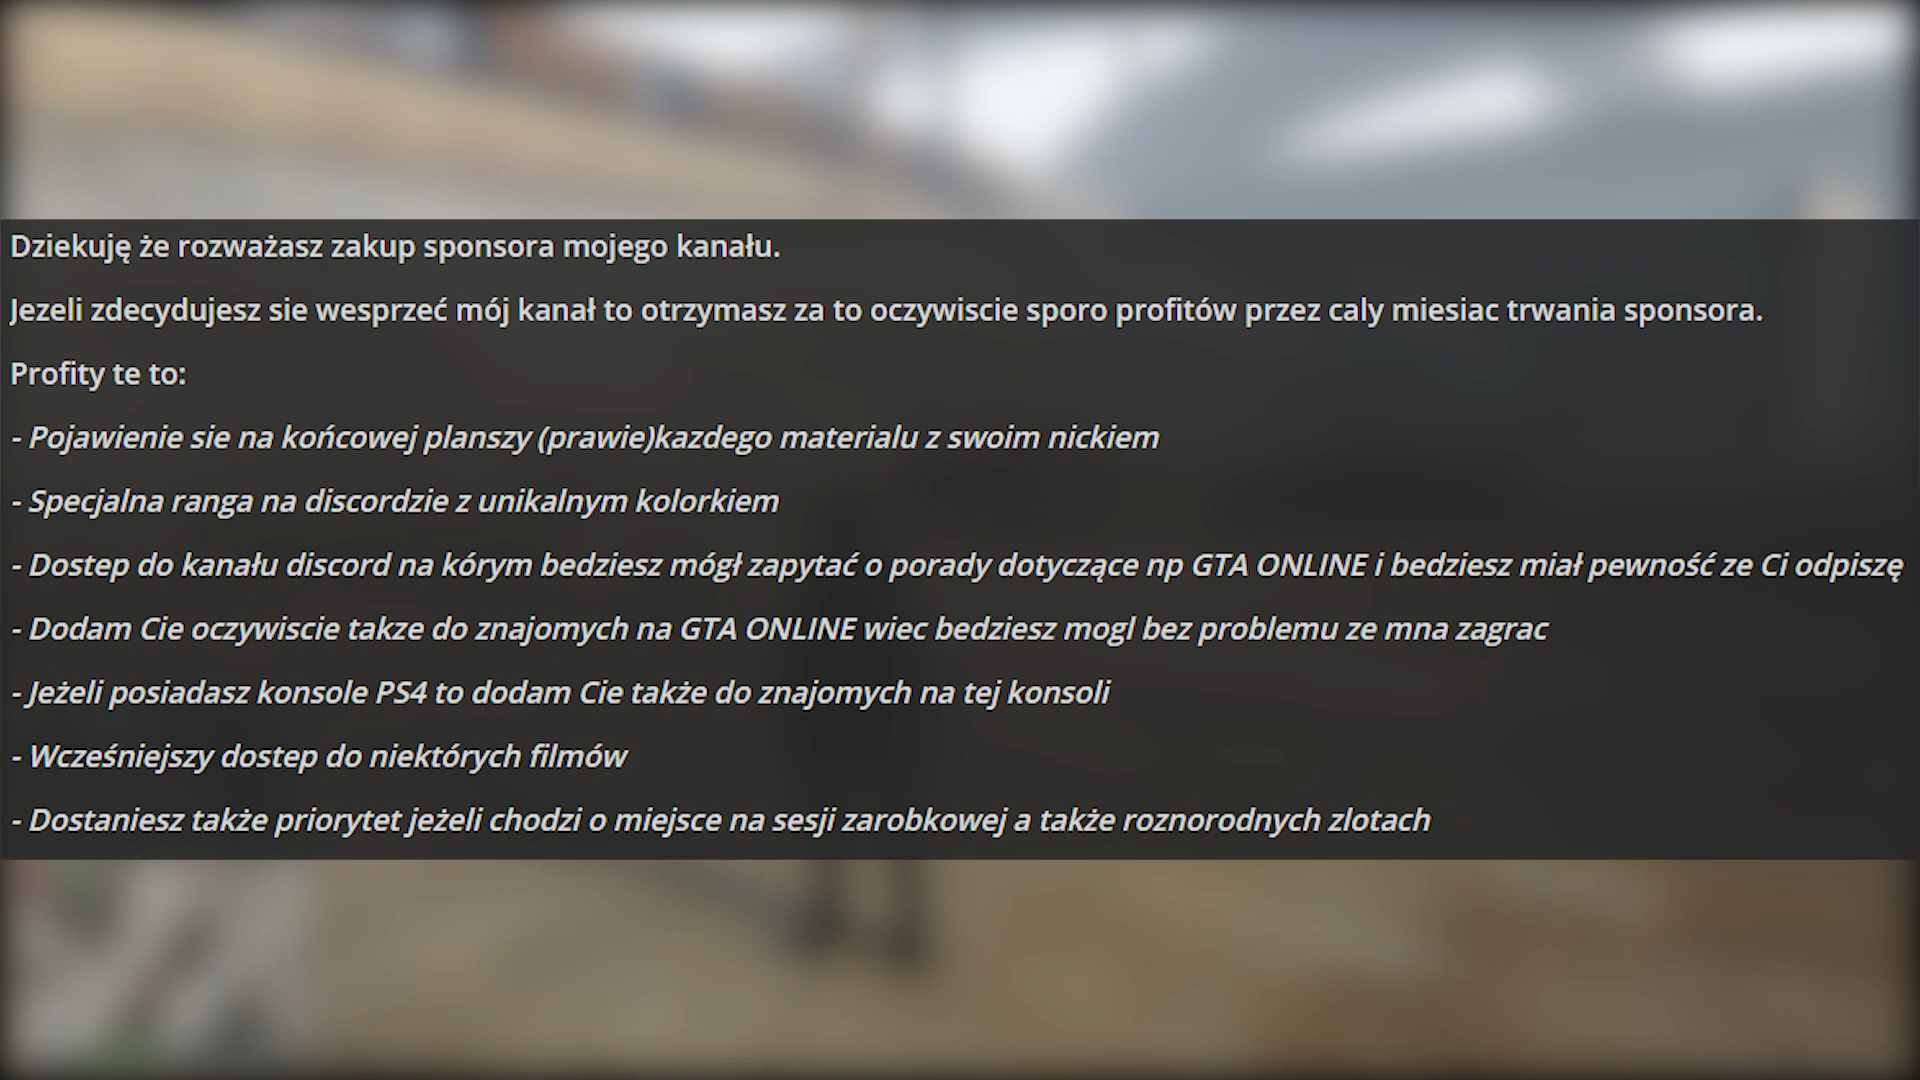 Dziekuję że rozważasz zakup sponsora mojego kanału.
Jezeli zdecydujesz sie wesprzeć mój kanał to otrzymasz za to oczywiscie sporo profitów przez caly miesiac trwania sponsora.
Profity te to:
- Pojawienie sie na końcowej planszy (prawie)kazdego materialu z swoim nickiem
- Specjalna ranga na discordzie z unikalnym kolorkiem
- Dostep do kanału discord na kórym bedziesz mógł zapytać o porady dotyczące np GTA ONLINE i bedziesz miał pewność ze Ci odpiszę
- Dodam Cie oczywiscie takze do znajomych na GTA ONLINE wiec bedziesz mogl bez problemu ze mna zagrac
- Jeżeli posiadasz konsole PS4 to dodam Cie także do znajomych na tej konsoli
- Wcześniejszy dostep do niektórych filmów
- Dostaniesz także priorytet jeżeli chodzi o miejsce na sesji zarobkowej a także roznorodnych zlotach